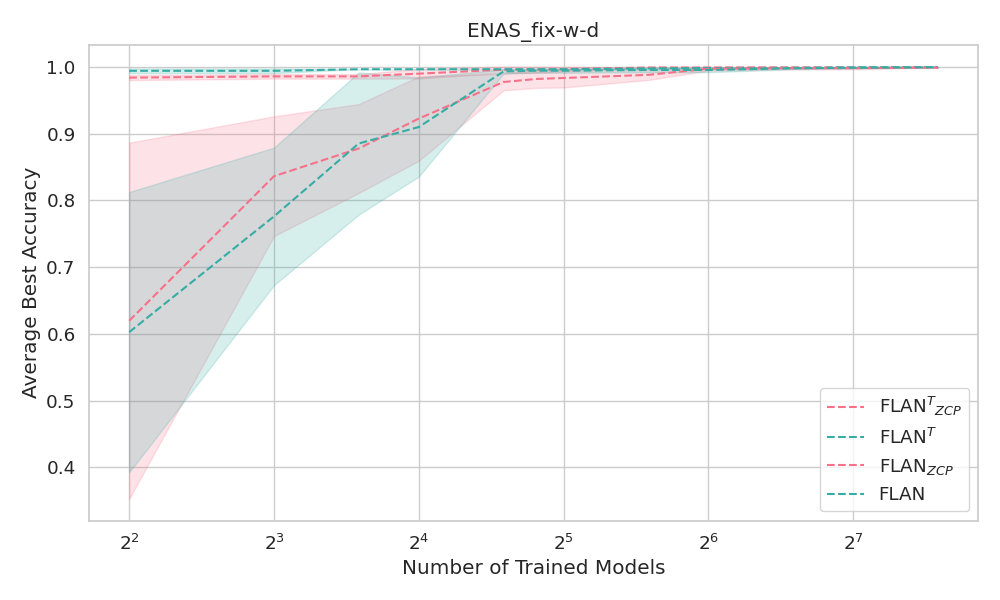 ENAS_fix-w-d
Average Best Accuracy
1.0
0.9
0.8
0.7
0.6
0.5
0.4
FLAN^T_ZCP
FLAN^T
FLAN_ZCP
FLAN
2^2 2^3 2^4 2^5 2^6 2^7
Number of Trained Models